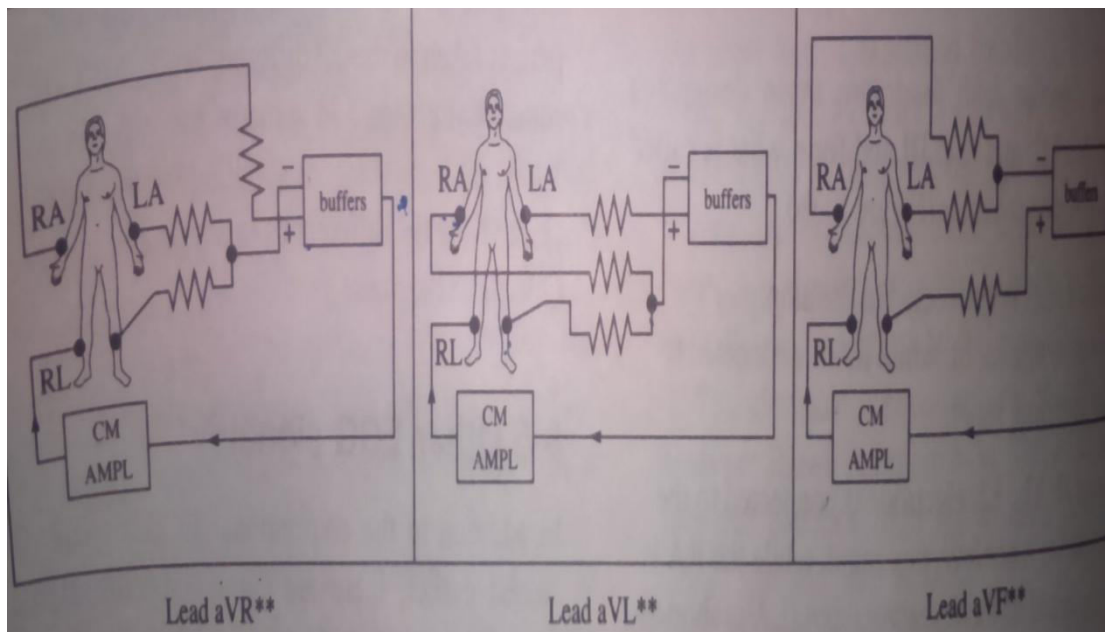 RA
LA
−
+
buffers
RL
CM
AMPL
Lead aVR**
RA
LA
−
+
buffers
RL
CM
AMPL
Lead aVL**
RA
LA
−
+
buffers
RL
CM
AMPL
Lead aVF**